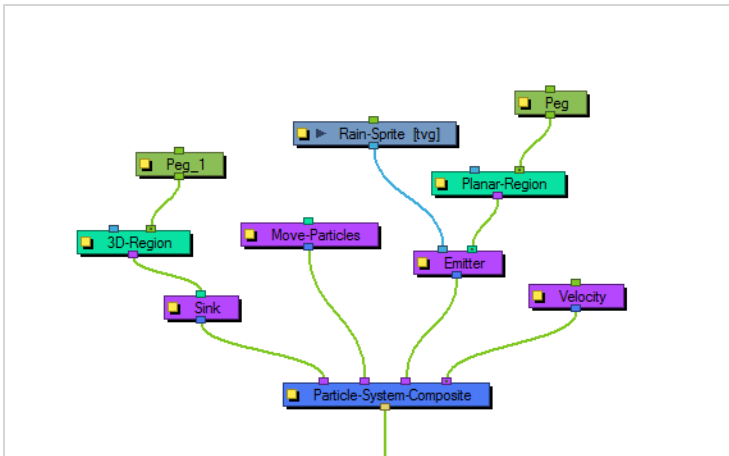 Peg
Rain-Sprite [tvg]
Peg_1
Planar-Region
Move-Particles
3D-Region
Emitter
Velocity
Sink
Particle-System-Composite